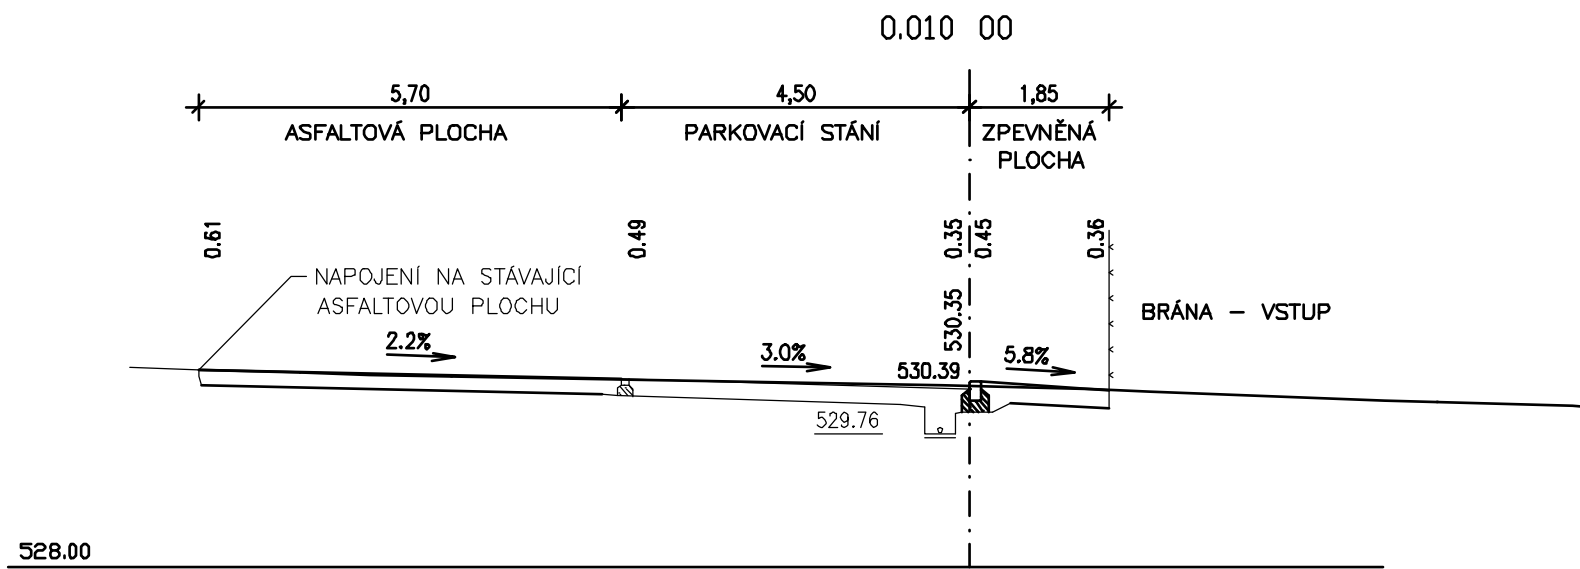 0.010 00
5,70
4,50
1,85
ASFALTOVÁ PLOCHA
PARKOVACÍ STÁNÍ
ZPEVNĚNÁ
PLOCHA
0.61
0.49
0.35
0.45
0.36
NAPOJENÍ NA STÁVAJÍCÍ
ASFALTOVOU PLOCHU
530.35
BRÁNA – VSTUP
2.2%
3.0%
5.8%
530.39
529.76
528.00